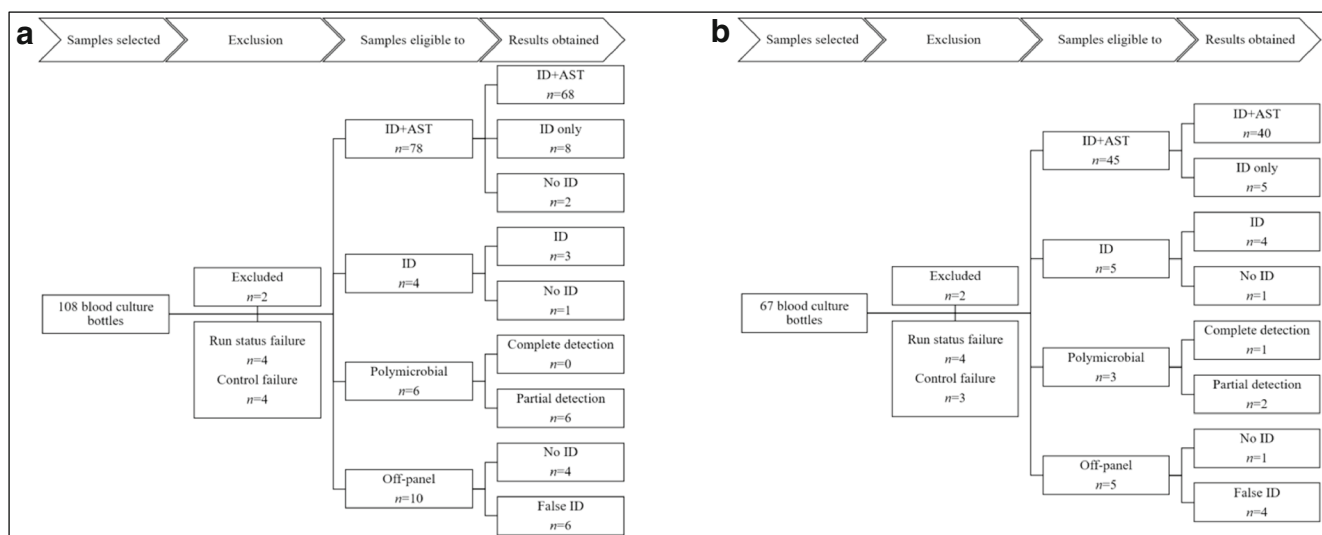 a
Samples selected
Exclusion
Samples eligible to
Results obtained
108 blood culture
bottles
Excluded
n=2
Run status failure
n=4
Control failure
n=4
ID+AST
n=78
ID+AST
n=68
ID only
n=8
No ID
n=2
ID
n=4
ID
n=3
No ID
n=1
Polymicrobial
n=6
Complete detection
n=0
Partial detection
n=6
Off-panel
n=10
No ID
n=4
False ID
n=6
b
Samples selected
Exclusion
Samples eligible to
Results obtained
67 blood culture
bottles
Excluded
n=2
Run status failure
n=4
Control failure
n=3
ID+AST
n=45
ID+AST
n=40
ID only
n=5
ID
n=5
ID
n=4
No ID
n=1
Polymicrobial
n=3
Complete detection
n=1
Partial detection
n=2
Off-panel
n=5
No ID
n=1
False ID
n=4